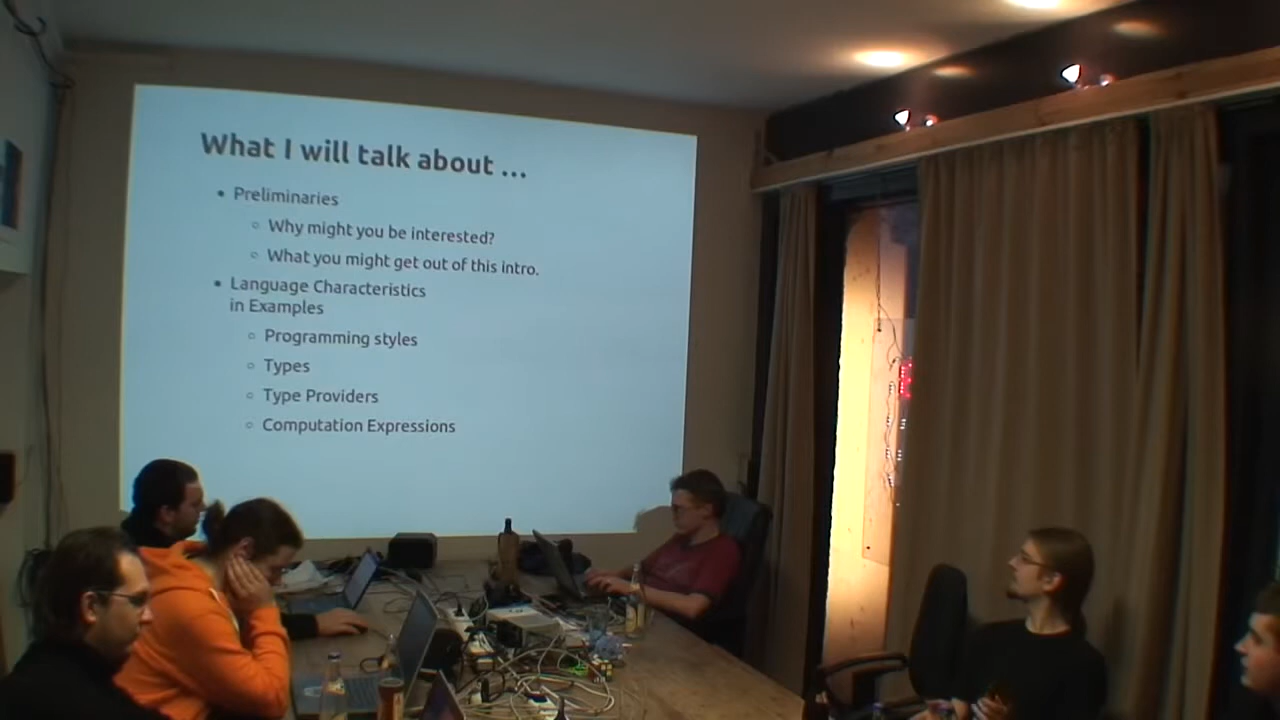 What I will talk about ...
• Preliminaries
◦ Why might you be interested?
◦ What you might get out of this intro.
• Language Characteristics
in Examples
◦ Programming styles
◦ Types
◦ Type Providers
◦ Computation Expressions